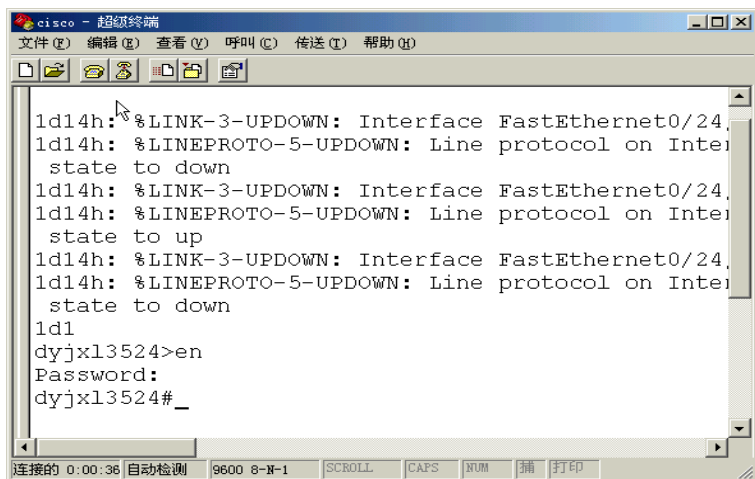 cisco - 超级终端
文件(F) 编辑(E) 查看(V) 呼叫(C) 传送(T) 帮助(H)
1d14h: %LINK-3-UPDOWN: Interface FastEthernet0/24,
1d14h: %LINEPROTO-5-UPDOWN: Line protocol on Inter
state to down
1d14h: %LINK-3-UPDOWN: Interface FastEthernet0/24,
1d14h: %LINEPROTO-5-UPDOWN: Line protocol on Inter
state to up
1d14h: %LINK-3-UPDOWN: Interface FastEthernet0/24,
1d14h: %LINEPROTO-5-UPDOWN: Line protocol on Inter
state to down
1d1
dyjxl3524>en
Password:
dyjxl3524#_
连接的 0:00:36 自动检测 9600 8-N-1 SCROLL CAPS NUM 捕 打印